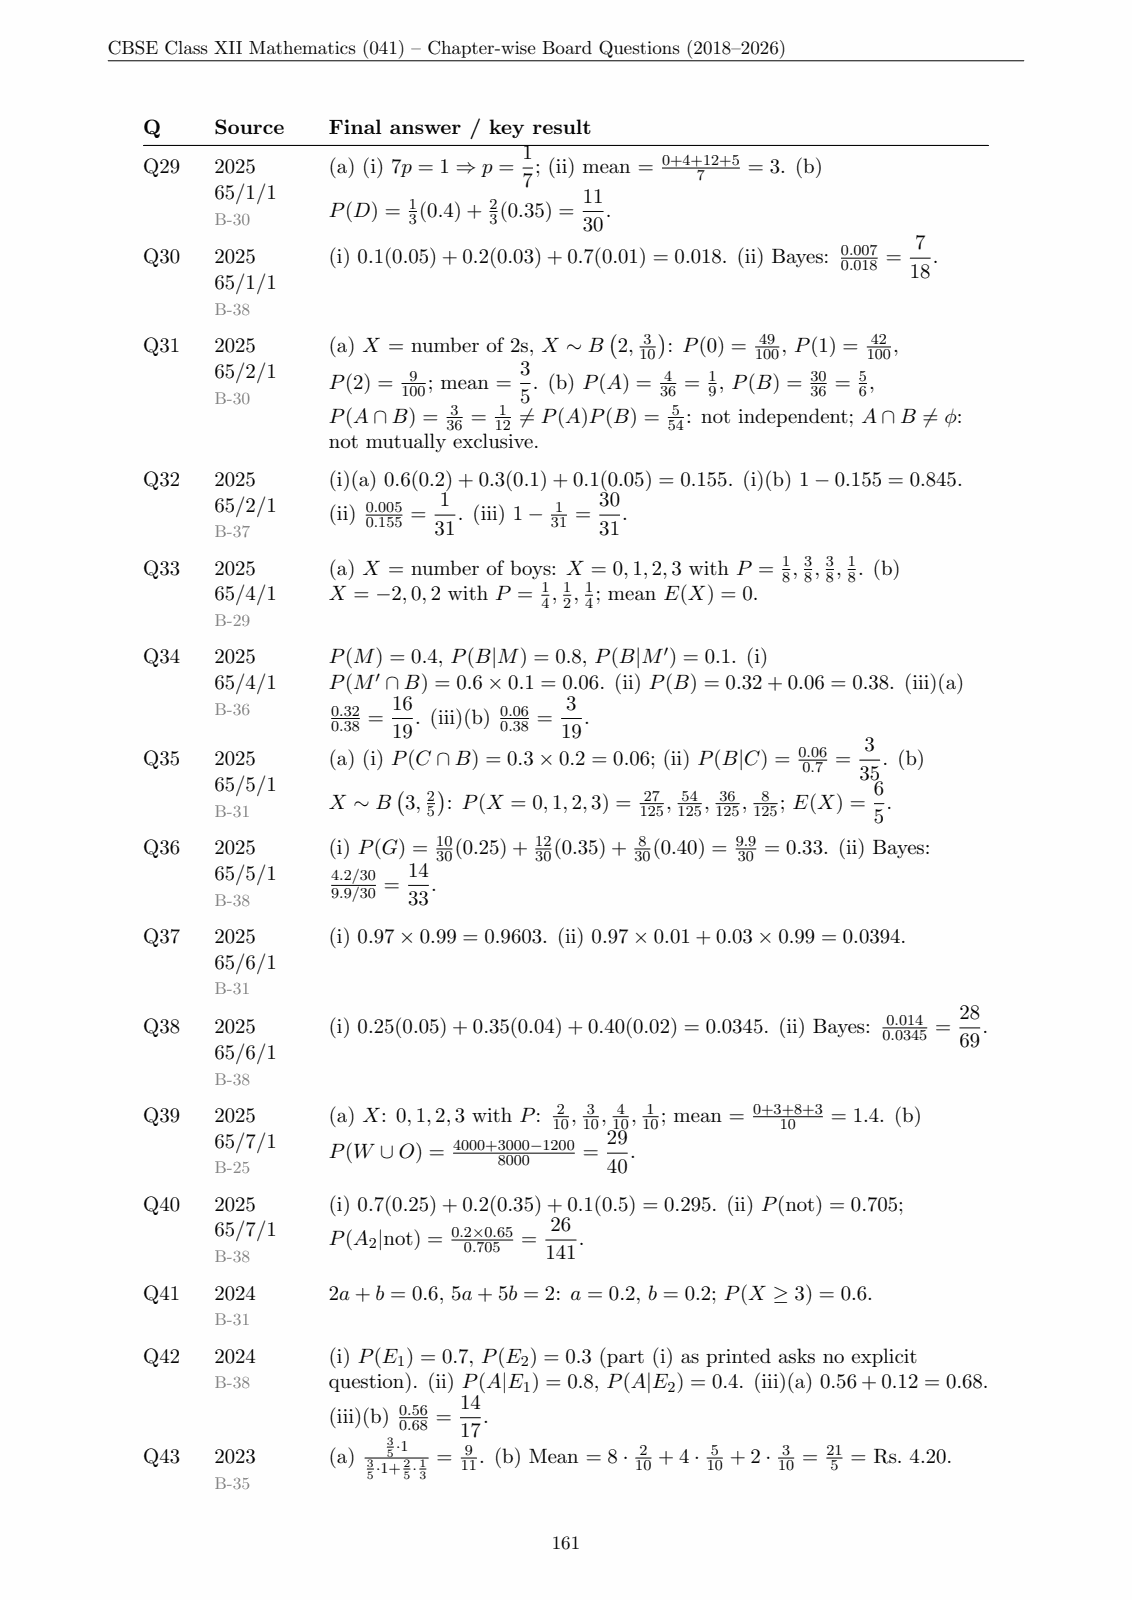 CBSE Class XII Mathematics (041) – Chapter-wise Board Questions (2018–2026)
Q Source Final answer / key result
Q29 2025 (a) (i) 7p = 1 ⇒ p = 1/7; (ii) mean = (0+4+12+5)/7 = 3. (b)
65/1/1
B-30 P(D) = 1/3(0.4) + 2/3(0.35) = 11/30.
Q30 2025 (i) 0.1(0.05) + 0.2(0.03) + 0.7(0.01) = 0.018. (ii) Bayes: 0.007/0.018 = 7/18.
65/1/1
B-38
Q31 2025 (a) X = number of 2s, X ∼ B(2, 3/10): P(0) = 49/100, P(1) = 42/100,
65/2/1 P(2) = 9/100; mean = 3/5. (b) P(A) = 4/36 = 1/9, P(B) = 30/36 = 5/6,
B-30 P(A ∩ B) = 3/36 = 1/12 ≠ P(A)P(B) = 5/54: not independent; A ∩ B ≠ ϕ:
not mutually exclusive.
Q32 2025 (i)(a) 0.6(0.2) + 0.3(0.1) + 0.1(0.05) = 0.155. (i)(b) 1 − 0.155 = 0.845.
65/2/1 (ii) 0.005/0.155 = 1/31. (iii) 1 − 1/31 = 30/31.
B-37
Q33 2025 (a) X = number of boys: X = 0, 1, 2, 3 with P = 1/8, 3/8, 3/8, 1/8. (b)
65/4/1 X = −2, 0, 2 with P = 1/4, 1/2, 1/4; mean E(X) = 0.
B-29
Q34 2025 P(M) = 0.4, P(B|M) = 0.8, P(B|M′) = 0.1. (i)
65/4/1 P(M′ ∩ B) = 0.6 × 0.1 = 0.06. (ii) P(B) = 0.32 + 0.06 = 0.38. (iii)(a)
B-36 0.32/0.38 = 16/19. (iii)(b) 0.06/0.38 = 3/19.
Q35 2025 (a) (i) P(C ∩ B) = 0.3 × 0.2 = 0.06; (ii) P(B|C) = 0.06/0.7 = 3/35. (b)
65/5/1
B-31 X ∼ B(3, 2/5): P(X = 0, 1, 2, 3) = 27/125, 54/125, 36/125, 8/125; E(X) = 6/5.
Q36 2025 (i) P(G) = 10/30(0.25) + 12/30(0.35) + 8/30(0.40) = 9.9/30 = 0.33. (ii) Bayes:
65/5/1 (4.2/30)/(9.9/30) = 14/33.
B-38
Q37 2025 (i) 0.97 × 0.99 = 0.9603. (ii) 0.97 × 0.01 + 0.03 × 0.99 = 0.0394.
65/6/1
B-31
Q38 2025 (i) 0.25(0.05) + 0.35(0.04) + 0.40(0.02) = 0.0345. (ii) Bayes: 0.014/0.0345 = 28/69.
65/6/1
B-38
Q39 2025 (a) X: 0, 1, 2, 3 with P: 2/10, 3/10, 4/10, 1/10; mean = (0+3+8+3)/10 = 1.4. (b)
65/7/1 P(W ∪ O) = (4000+3000−1200)/8000 = 29/40.
B-25
Q40 2025 (i) 0.7(0.25) + 0.2(0.35) + 0.1(0.5) = 0.295. (ii) P(not) = 0.705;
65/7/1 P(A₂|not) = (0.2×0.65)/0.705 = 26/141.
B-38
Q41 2024 2a + b = 0.6, 5a + 5b = 2: a = 0.2, b = 0.2; P(X ≥ 3) = 0.6.
B-31
Q42 2024 (i) P(E₁) = 0.7, P(E₂) = 0.3 (part (i) as printed asks no explicit
B-38 question). (ii) P(A|E₁) = 0.8, P(A|E₂) = 0.4. (iii)(a) 0.56 + 0.12 = 0.68.
(iii)(b) 0.56/0.68 = 14/17.
Q43 2023 (a) (3/5·1)/(3/5·1+2/5·1/3) = 9/11. (b) Mean = 8 · 2/10 + 4 · 5/10 + 2 · 3/10 = 21/5 = Rs. 4.20.
B-35
161